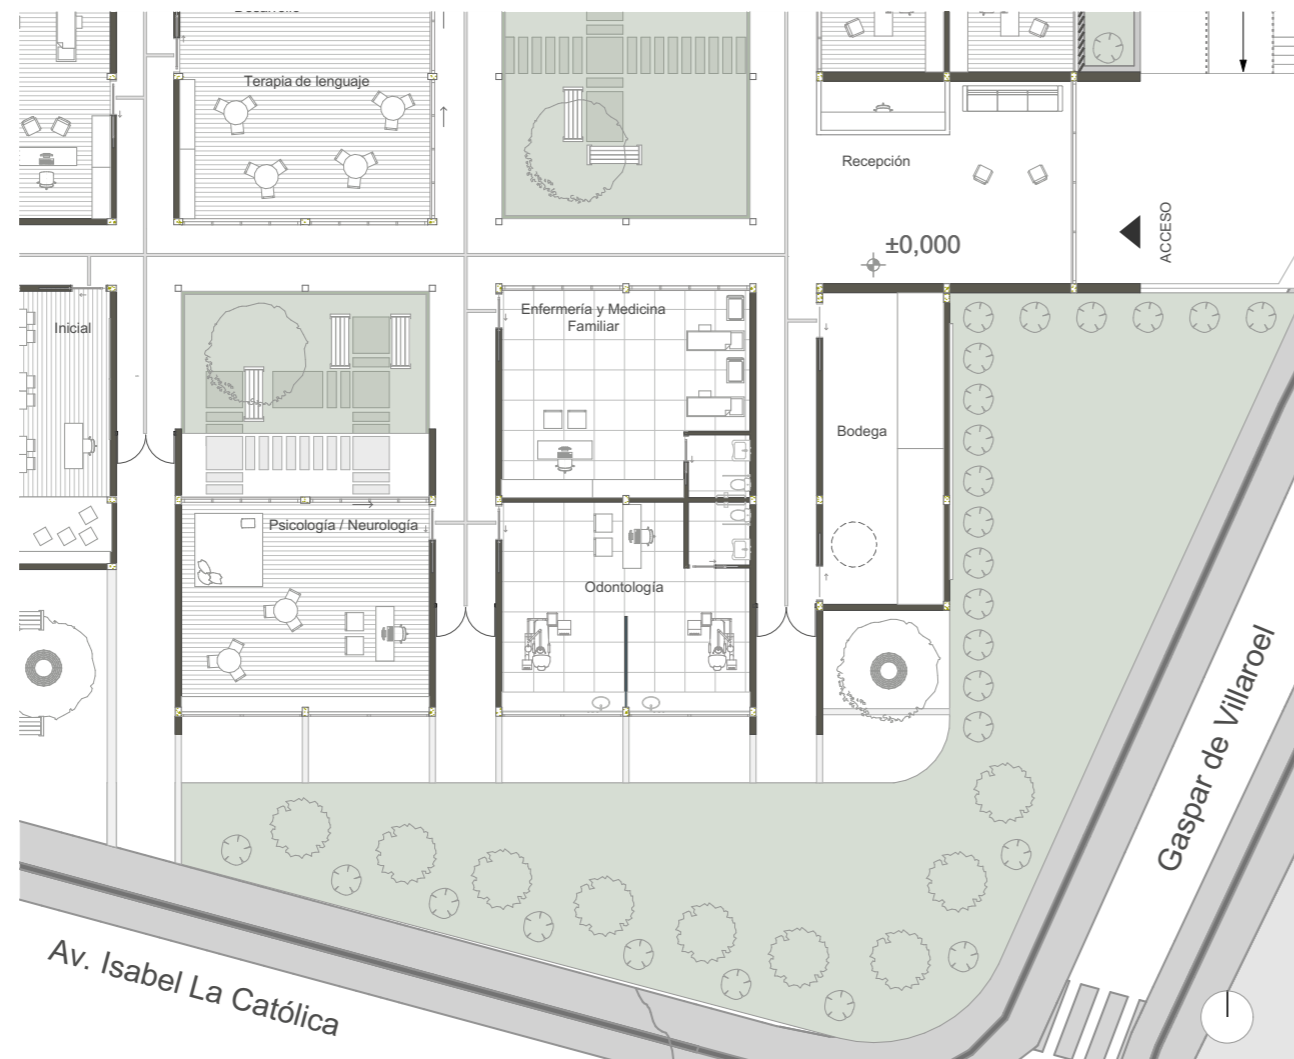 Desarrollo
Terapia de lenguaje
Recepción
±0,000
ACCESO
Inicial
Enfermería y Medicina
Familiar
Bodega
Psicología / Neurología
Odontología
Gaspar de Villaroel
Av. Isabel La Católica